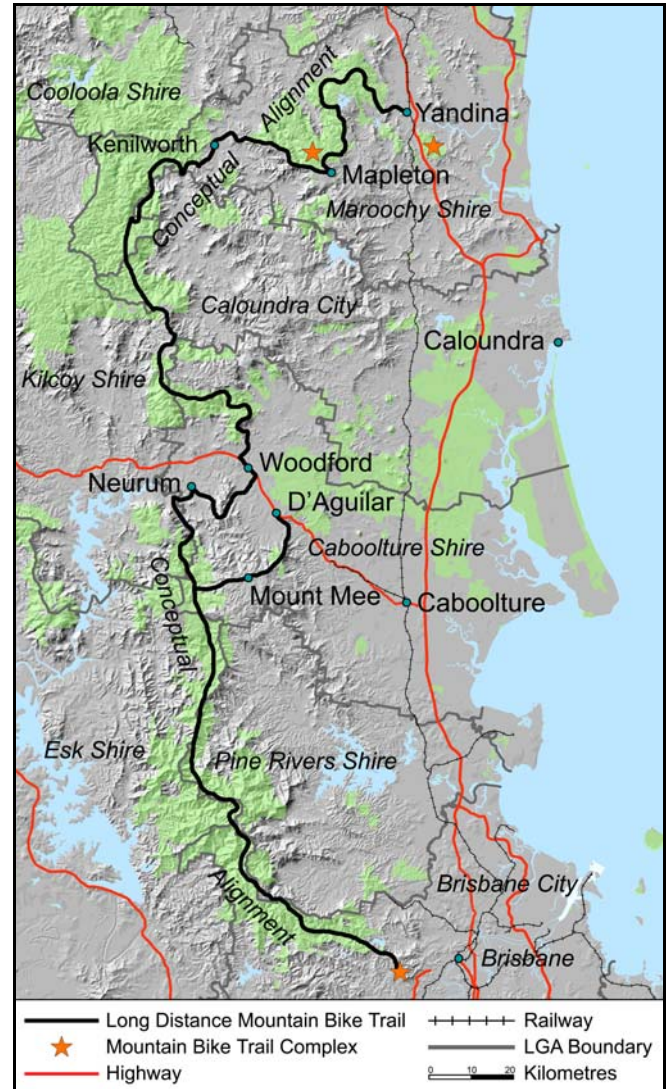 Cooloola Shire
Alignment
Yandina
Kenilworth
Conceptual
Mapleton
Maroochy Shire
Caloundra City
Caloundra
Kilcoy Shire
Woodford
Neurum
D'Aguilar
Caboolture Shire
Conceptual
Mount Mee
Caboolture
Esk Shire
Pine Rivers Shire
Alignment
Brisbane City
Brisbane
Long Distance Mountain Bike Trail
Railway
Mountain Bike Trail Complex
LGA Boundary
Highway
0 10 20
Kilometres